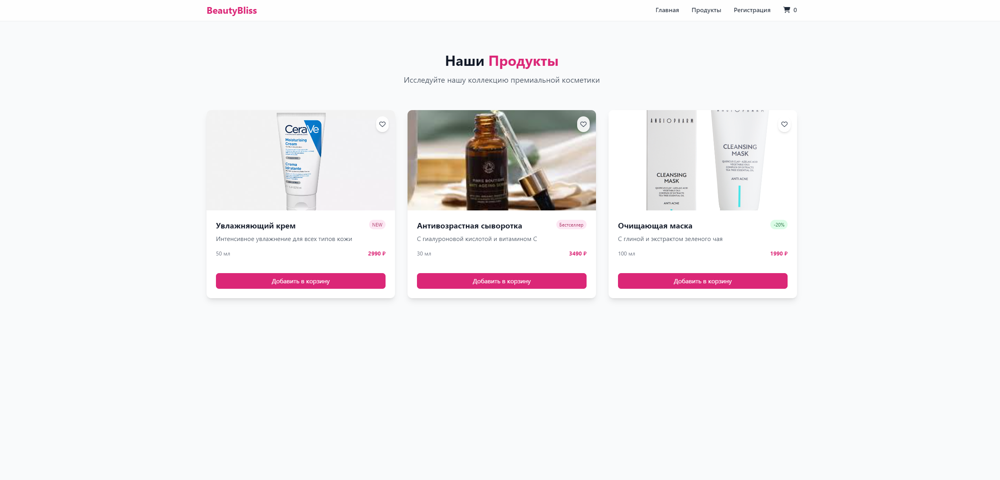 BeautyBliss
Главная
Продукты
Регистрация
0
Наши Продукты
Исследуйте нашу коллекцию премиальной косметики
CeraVe
Moisturising
Cream
Crema
Idratante
ANTI AGEING
ANGIOPHARM
CLEANSING
MASK
QUERCUS CLAY • AZELAIC ACID
VEGETABLE OILS
COMPLEX OF EXTRACTS
TEA TREE ESSENTIAL OIL
ANTI ACNE
ANGIOPHARM
CLEANSING
MASK
QUERCUS CLAY • AZELAIC ACID
VEGETABLE OILS
COMPLEX OF EXTRACTS
TEA TREE ESSENTIAL OIL
ANTI ACNE
Увлажняющий крем
NEW
Интенсивное увлажнение для всех типов кожи
50 мл
2990 ₽
Добавить в корзину
Антивозрастная сыворотка
Бестселлер
С гиалуроновой кислотой и витамином С
30 мл
3490 ₽
Добавить в корзину
Очищающая маска
-20%
С глиной и экстрактом зеленого чая
100 мл
1990 ₽
Добавить в корзину